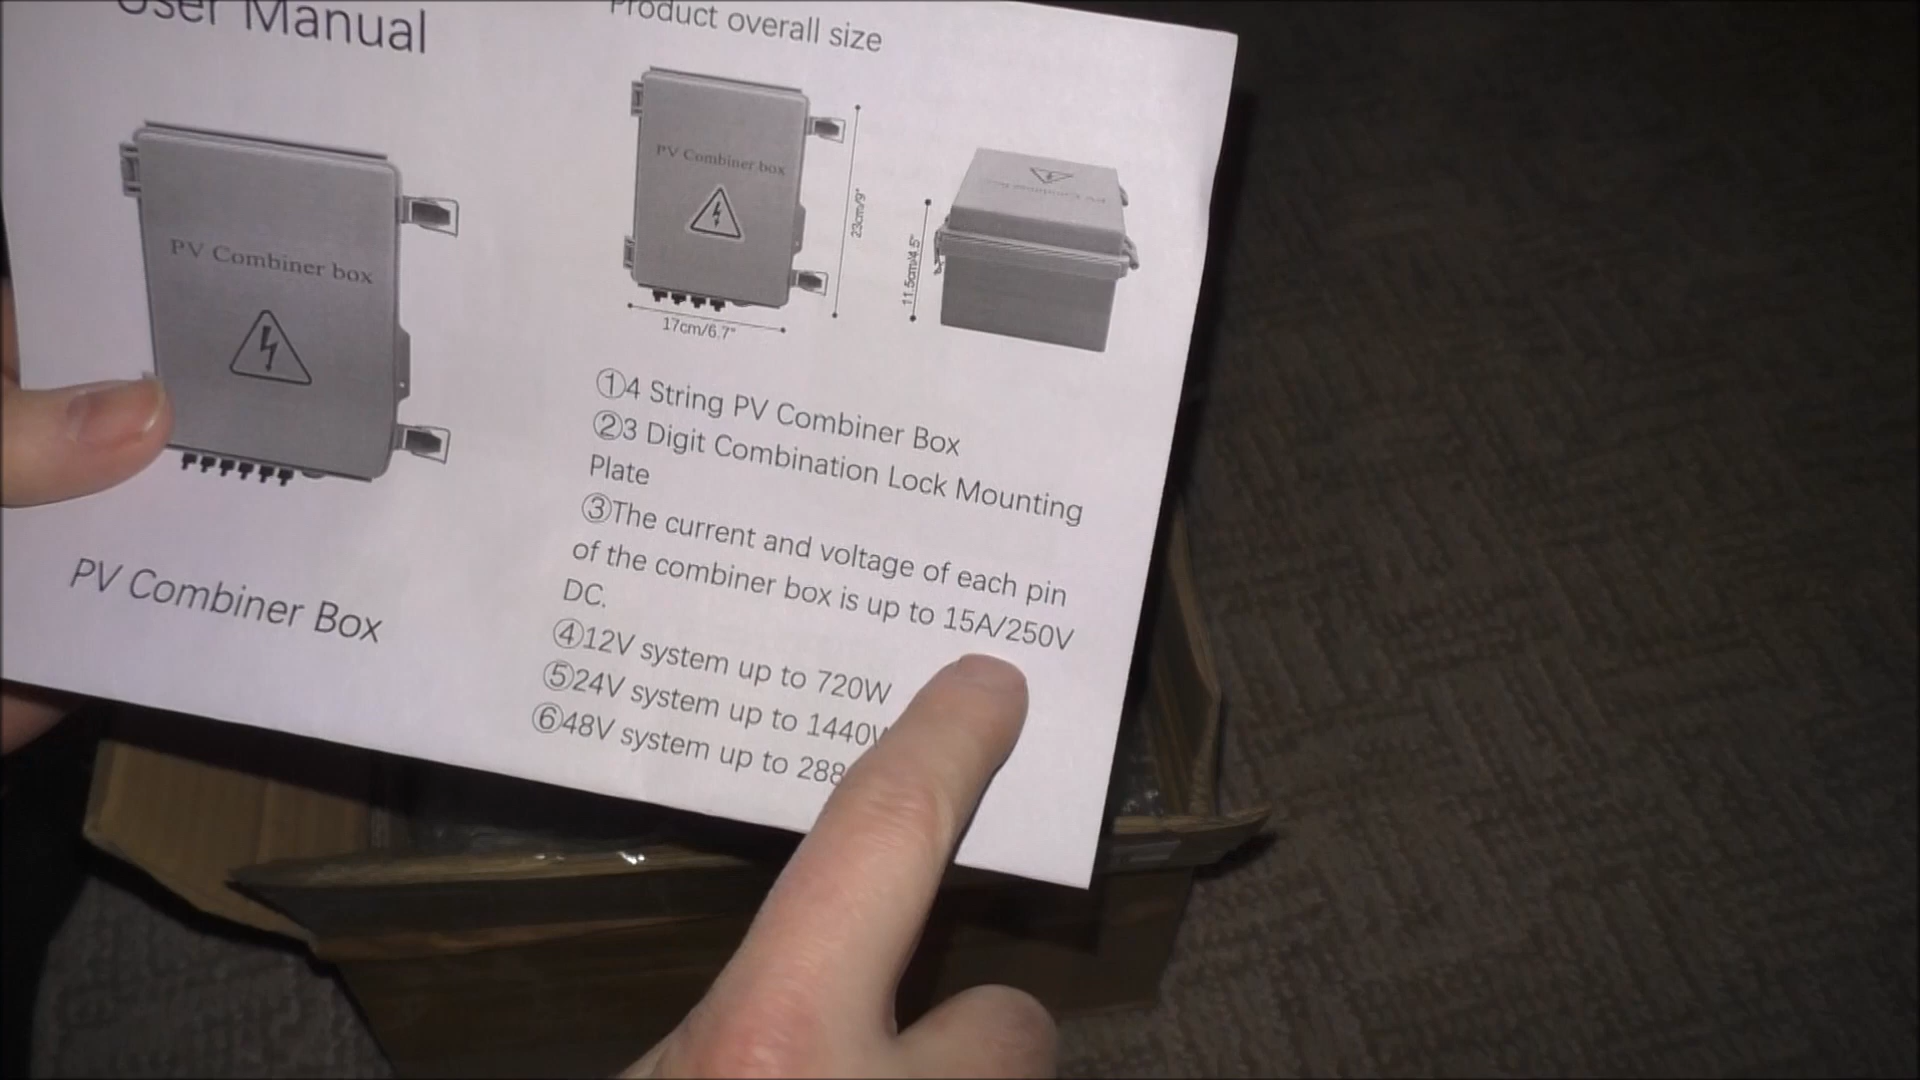 User Manual
PV Combiner box
PV Combiner Box
Product overall size
PV Combiner box
23cm/9"
17cm/6.7"
11.5cm/4.5"
①4 String PV Combiner Box
②3 Digit Combination Lock Mounting
Plate
③The current and voltage of each pin
of the combiner box is up to 15A/250V
DC.
④12V system up to 720W
⑤24V system up to 1440W
⑥48V system up to 288